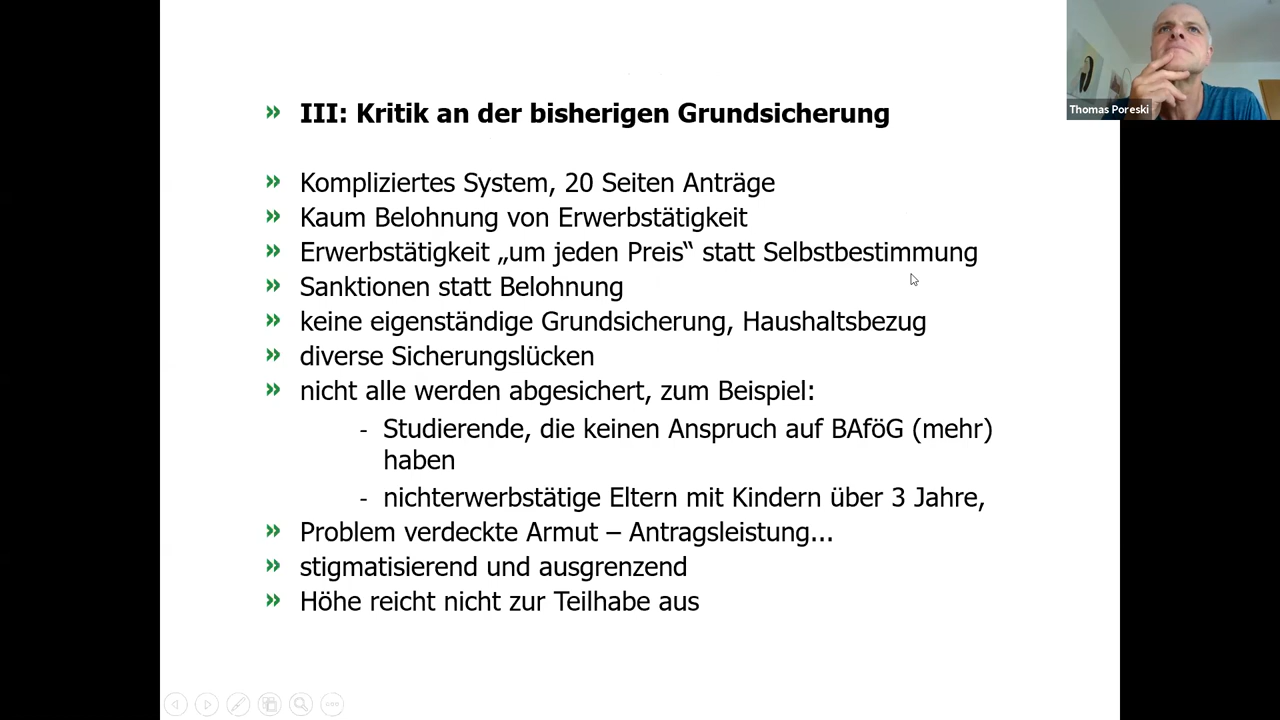 » III: Kritik an der bisherigen Grundsicherung
» Kompliziertes System, 20 Seiten Anträge
» Kaum Belohnung von Erwerbstätigkeit
» Erwerbstätigkeit „um jeden Preis“ statt Selbstbestimmung
» Sanktionen statt Belohnung
» keine eigenständige Grundsicherung, Haushaltsbezug
» diverse Sicherungslücken
» nicht alle werden abgesichert, zum Beispiel:
- Studierende, die keinen Anspruch auf BAföG (mehr)
haben
- nichterwerbstätige Eltern mit Kindern über 3 Jahre,
» Problem verdeckte Armut – Antragsleistung...
» stigmatisierend und ausgrenzend
» Höhe reicht nicht zur Teilhabe aus
Thomas Poreski